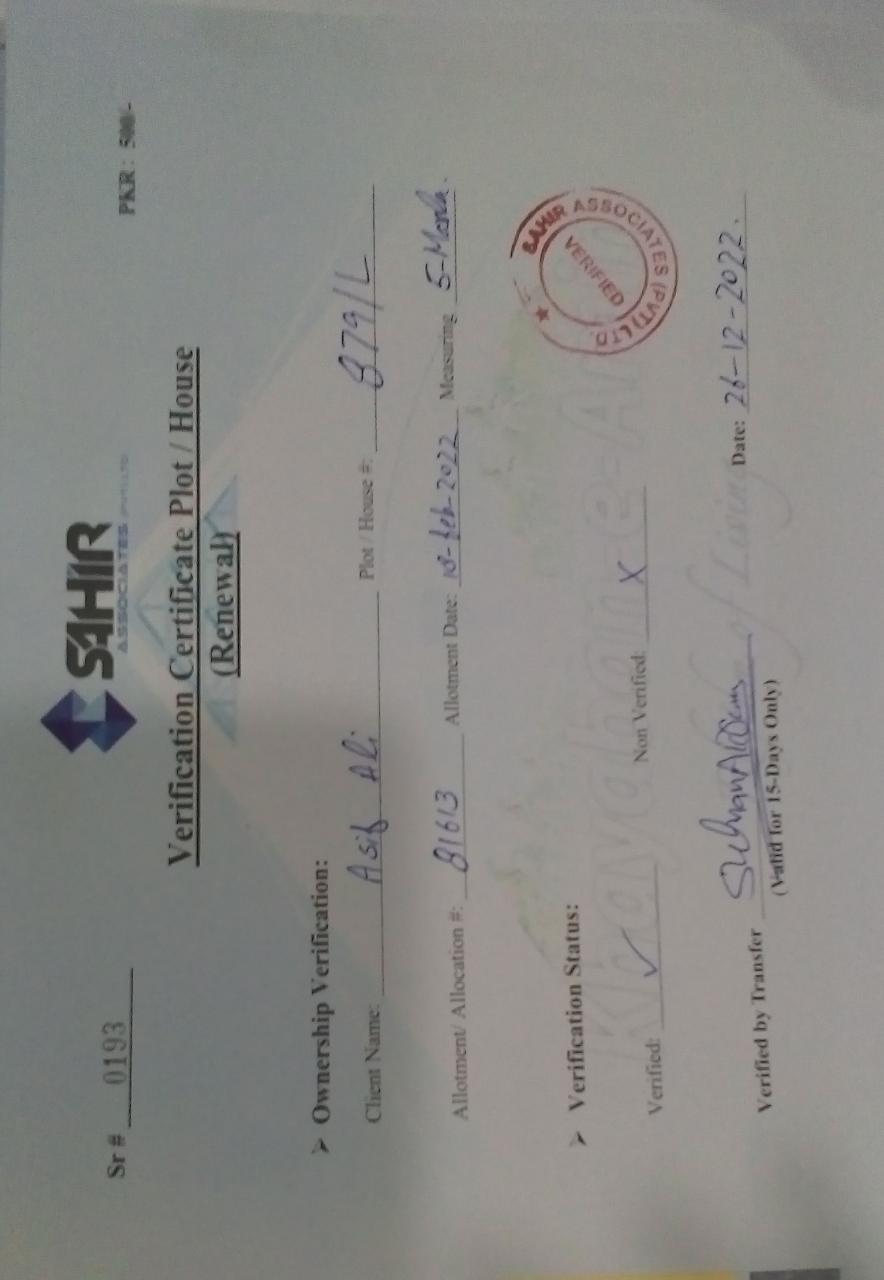 Sr # 0193
SAHIR
ASSOCIATES (PVT) LTD
PKR : 500/-
Verification Certificate Plot / House
(Renewal)
➤ Ownership Verification:
Client Name: Asif Ali Plot / House #: 879/L
Allotment/ Allocation #: 81613 Allotment Date: 10-feb-2022 Measuring 5-Marla.
➤ Verification Status:
Verified: ✓ Non Verified: X
SAHIR ASSOCIATES (PVT) LTD.
VERIFIED
Verified by Transfer Date: 26-12-2022.
(Valid for 15-Days Only)
of Living